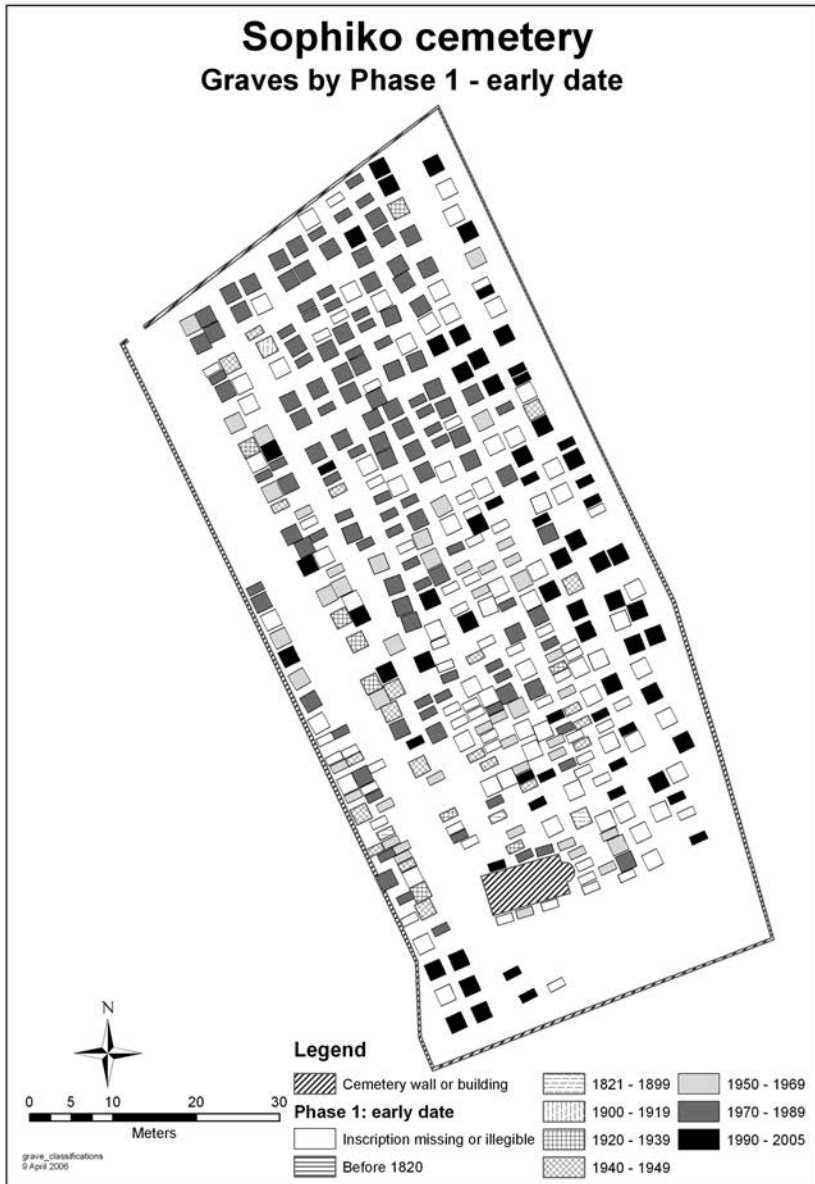 Sophiko cemetery
Graves by Phase 1 - early date
N
0 5 10 20 30
Meters
grave_classifications
9 April 2006
Legend
Cemetery wall or building
Phase 1: early date
Inscription missing or illegible
Before 1820
1821 - 1899
1900 - 1919
1920 - 1939
1940 - 1949
1950 - 1969
1970 - 1989
1990 - 2005